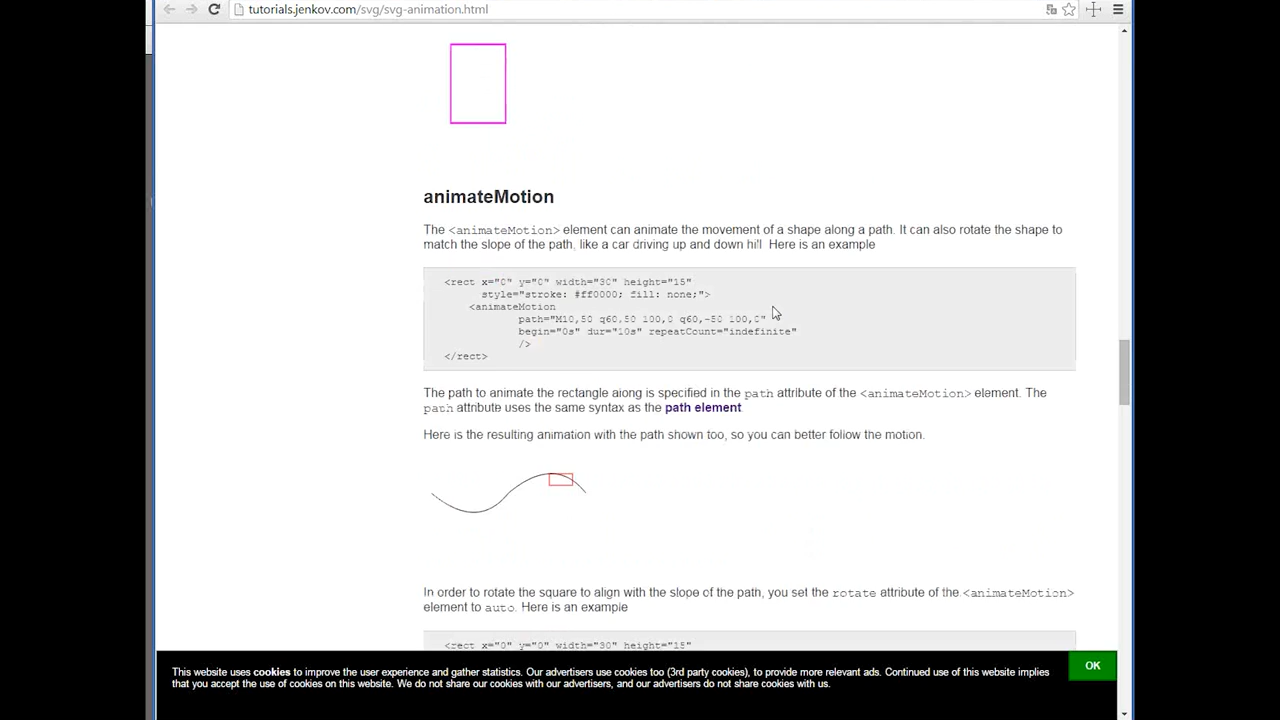 tutorials.jenkov.com/svg/svg-animation.html
animateMotion
The <animateMotion> element can animate the movement of a shape along a path. It can also rotate the shape to
match the slope of the path, like a car driving up and down hill Here is an example
<rect x="0" y="0" width="30" height="15"
style="stroke: #ff0000; fill: none;">
<animateMotion
path="M10,50 q60,50 100,0 q60,-50 100,0"
begin="0s" dur="10s" repeatCount="indefinite"
/>
</rect>
The path to animate the rectangle along is specified in the path attribute of the <animateMotion> element. The
path attribute uses the same syntax as the path element
Here is the resulting animation with the path shown too, so you can better follow the motion.
In order to rotate the square to align with the slope of the path, you set the rotate attribute of the <animateMotion>
element to auto. Here is an example
<rect x="0" y="0" width="30" height="15"
This website uses cookies to improve the user experience and gather statistics. Our advertisers use cookies too (3rd party cookies), to provide more relevant ads. Continued use of this website implies
that you accept the use of cookies on this website. We do not share our cookies with our advertisers, and our advertisers do not share cookies with us.
OK